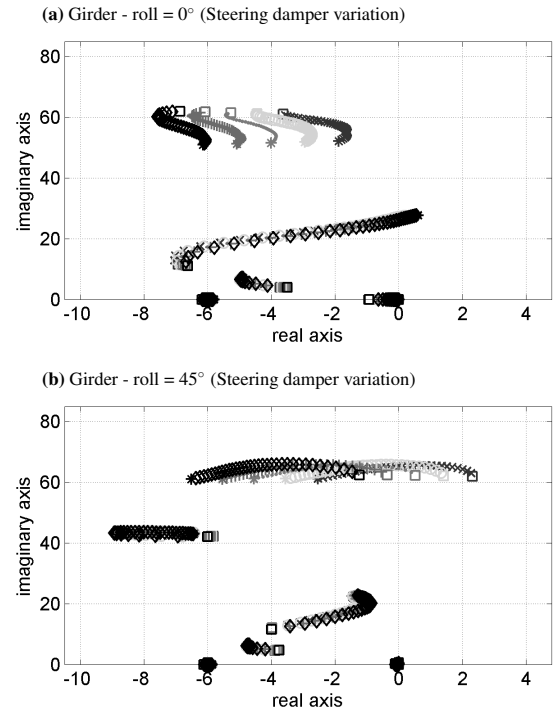 (a) Girder - roll = 0° (Steering damper variation)
80
60
40
20
0
imaginary axis
-10 -8 -6 -4 -2 0 2 4
real axis
(b) Girder - roll = 45° (Steering damper variation)
80
60
40
20
0
imaginary axis
-10 -8 -6 -4 -2 0 2 4
real axis